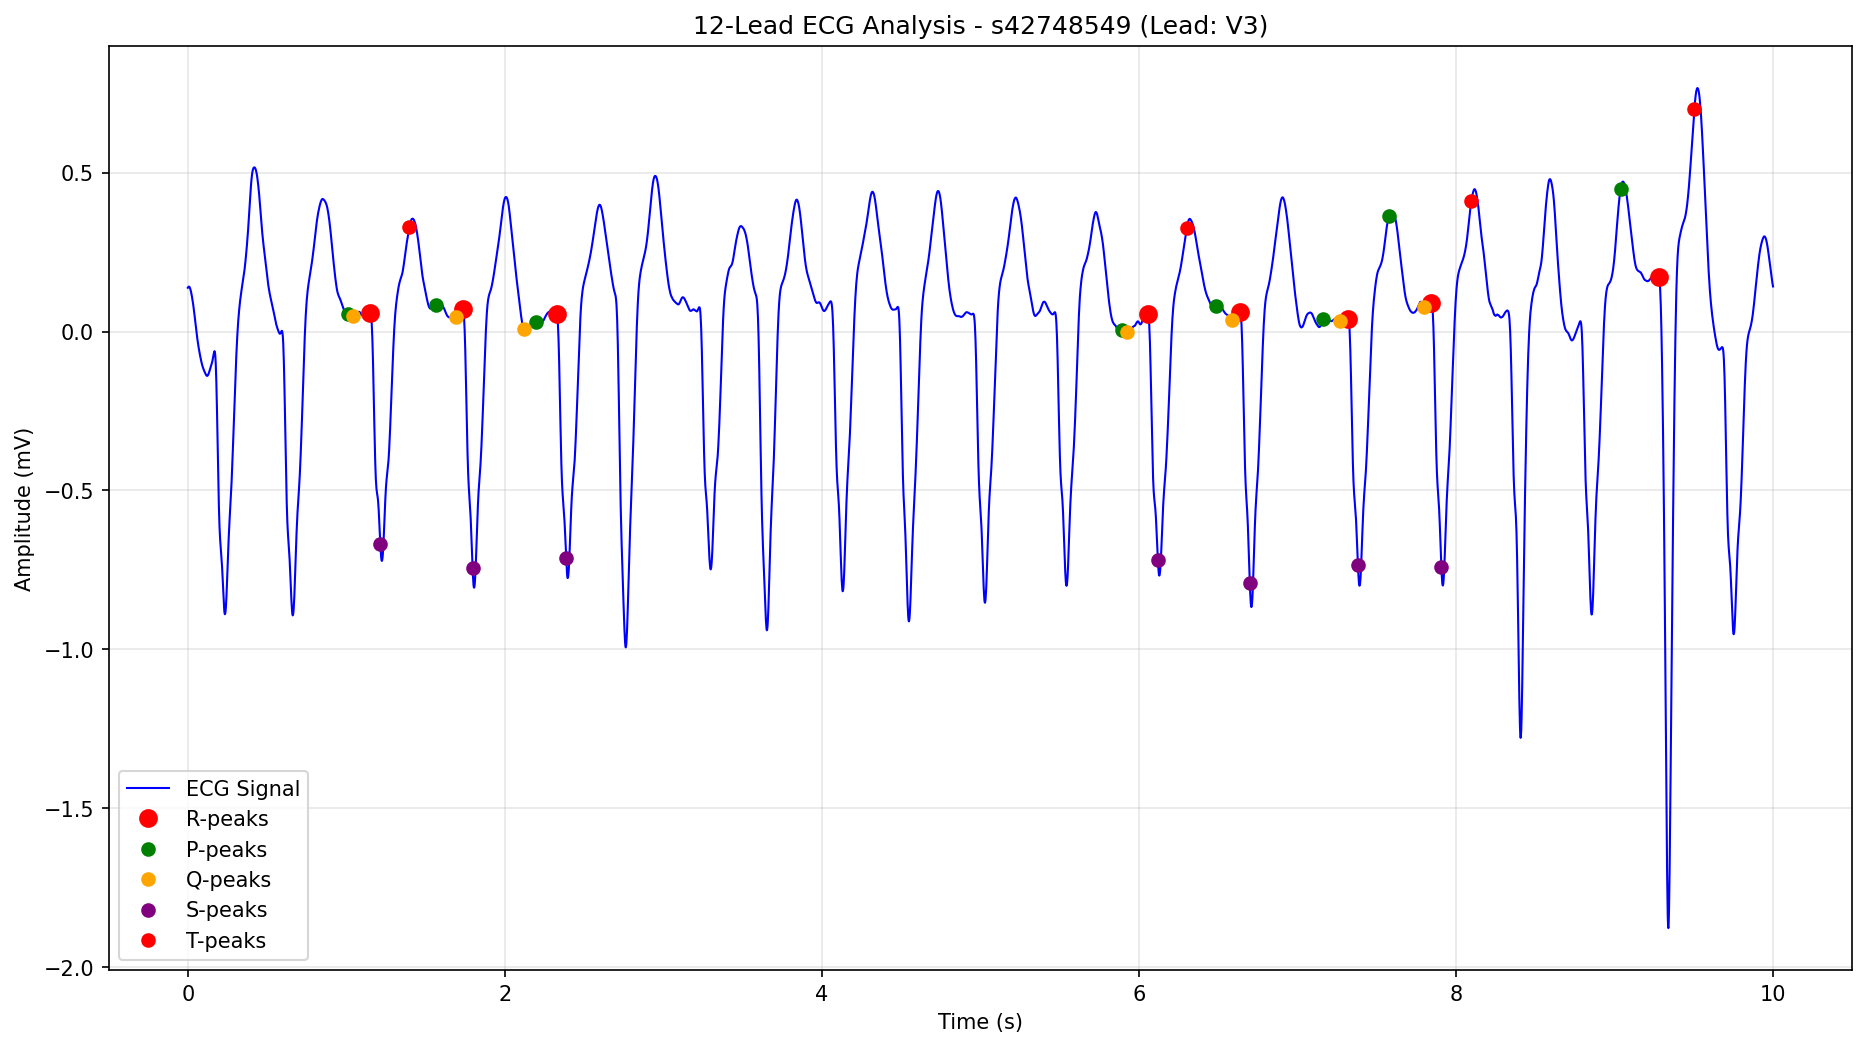 12-Lead ECG Analysis - s42748549 (Lead: V3)
Amplitude (mV)
0.5
0.0
−0.5
−1.0
−1.5
−2.0
ECG Signal
R-peaks
P-peaks
Q-peaks
S-peaks
T-peaks
0 2 4 6 8 10
Time (s)